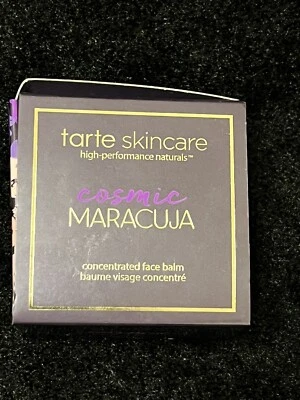 tarte skincare
high-performance naturals™
cosmic
MARACUJA
concentrated face balm
baume visage concentré